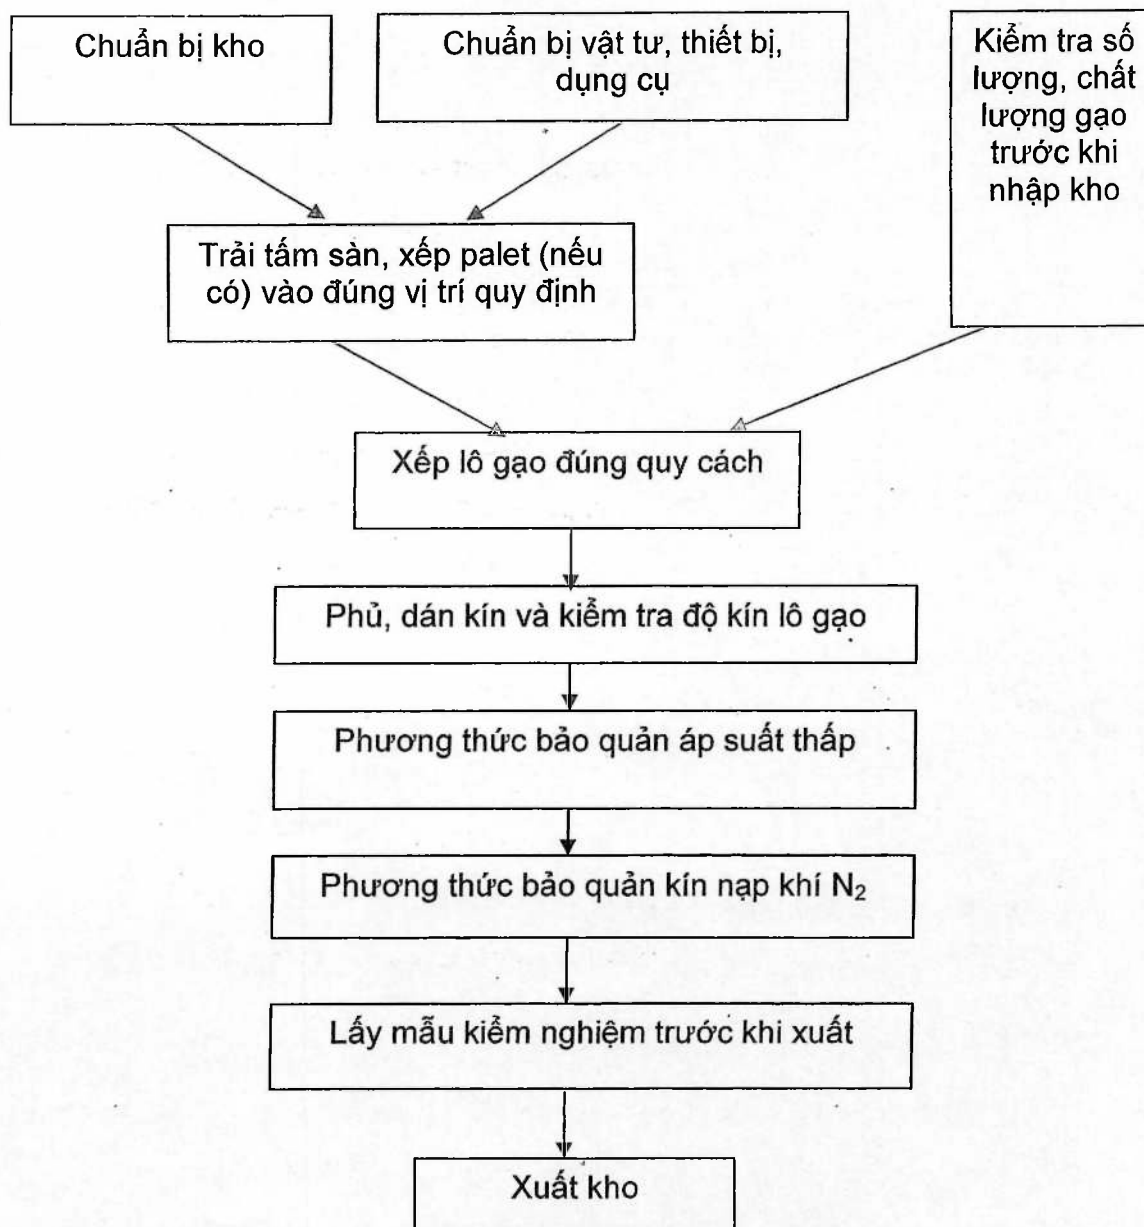 Chuẩn bị kho
Chuẩn bị vật tư, thiết bị,
dụng cụ
Kiểm tra số
lượng, chất
lượng gạo
trước khi
nhập kho
Trải tấm sàn, xếp palet (nếu
có) vào đúng vị trí quy định
Xếp lô gạo đúng quy cách
Phủ, dán kín và kiểm tra độ kín lô gạo
Phương thức bảo quản áp suất thấp
Phương thức bảo quản kín nạp khí N₂
Lấy mẫu kiểm nghiệm trước khi xuất
Xuất kho